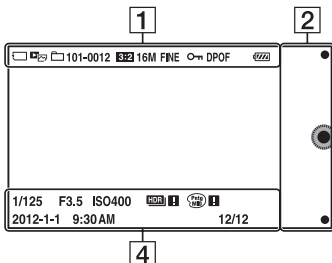 1 2
101-0012 3:2 16M FINE DPOF
1/125 F3.5 ISO400 HDR
2012-1-1 9:30AM 12/12
4